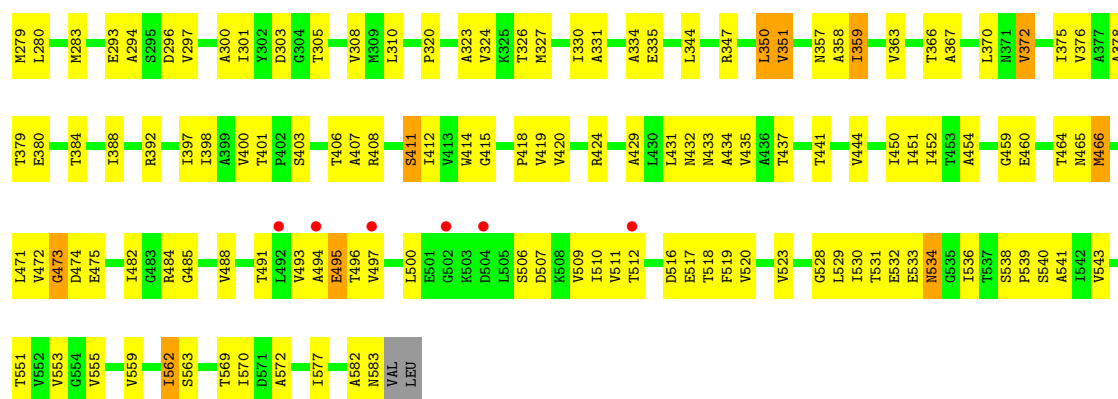 M279 L280 M283 E293 A294 S295 D296 V297 A300 I301 Y302 D303 G304 T305 V308 M309 L310 P320 A323 V324 K325 T326 M327 I330 A331 A334 E335 L344 R347 L350 V351 N357 A358 I359 V363 T366 A367 L370 N371 V372 I375 V376 A377 A378
T379 E380 T384 I388 R392 I397 I398 A399 V400 T401 P402 S403 T406 A407 R408 S411 I412 V413 W414 G415 P418 V419 V420 R424 A429 L430 L431 N432 N433 A434 V435 A436 T437 T441 V444 I450 I451 I452 T453 A454 G459 E460 T464 N465 M466
L471 V472 G473 D474 E475 I482 G483 R484 G485 V488 T491 L492 V493 A494 E495 T496 V497 L500 E501 G502 K503 D504 L505 S506 D507 K508 V509 I510 V511 T512 D516 E517 T518 F519 V520 V523 G528 L529 I530 T531 E532 E533 N534 G535 I536 T537 S538 P539 S540 A541 I542 V543
T551 V552 V553 G554 V555 V559 I562 S563 T569 I570 D571 A572 I577 A582 N583 VAL LEU